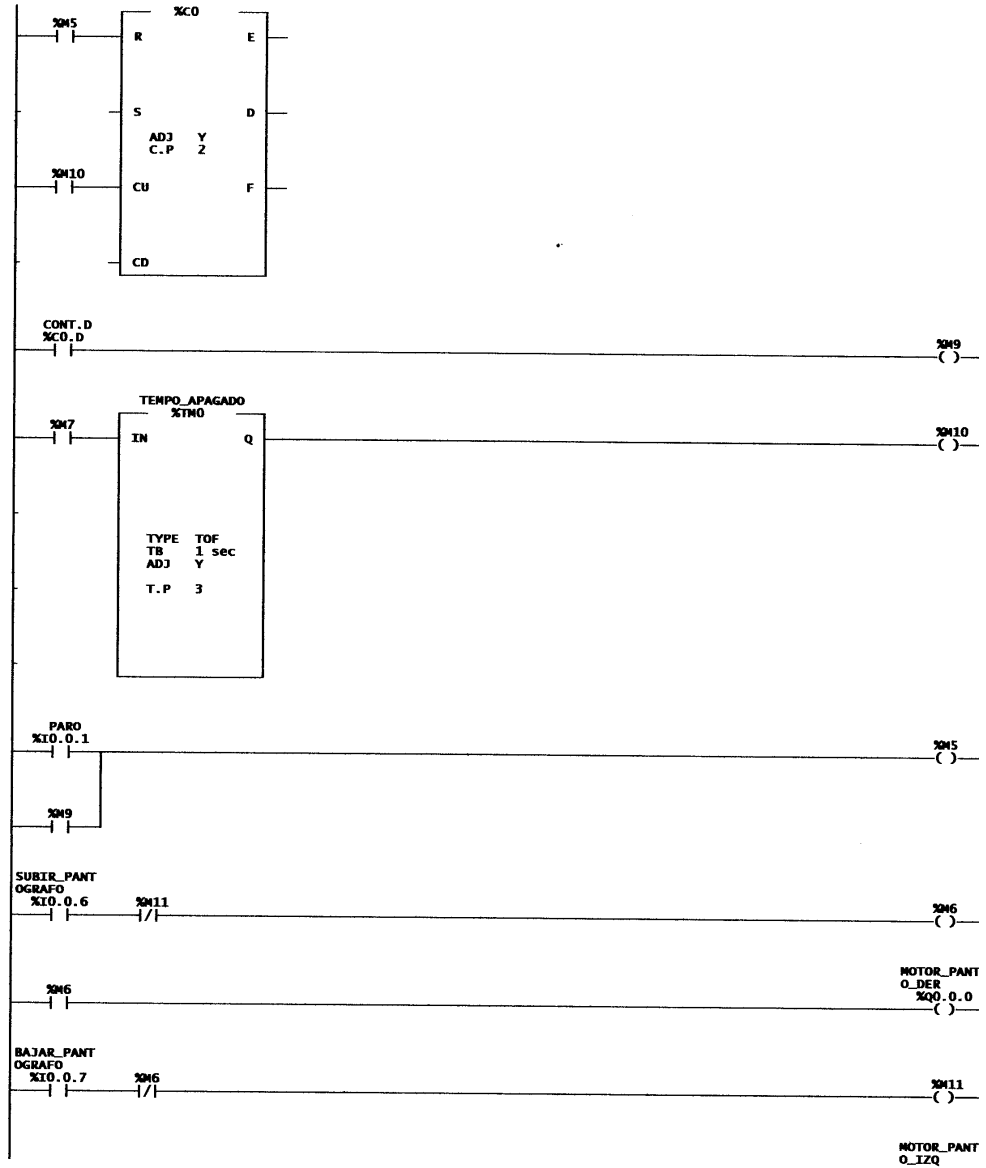 %C0
%M5
R E
S D
ADJ Y
C.P 2
%M10
CU F
CD
CONT.D
%C0.D
%M9
TEMPO_APAGADO
%TM0
%M7
IN Q
%M10
TYPE TOF
TB 1 sec
ADJ Y
T.P 3
PARO
%I0.0.1
%M5
%M9
SUBIR_PANT
OGRAFO
%I0.0.6 %M11
%M6
MOTOR_PANT
O_DER
%M6
%Q0.0.0
BAJAR_PANT
OGRAFO
%I0.0.7 %M6
%M11
MOTOR_PANT
O_IZQ